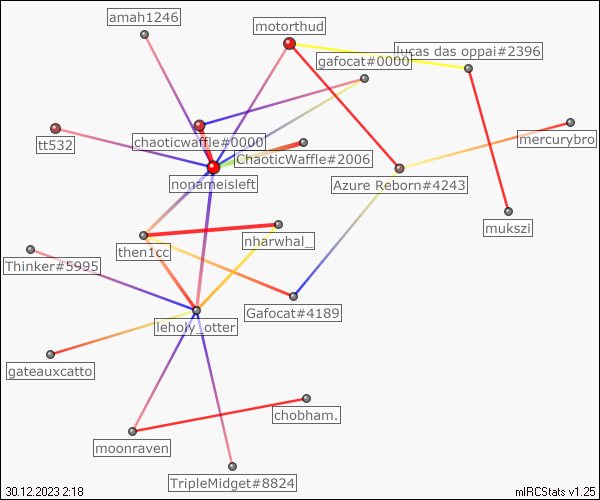 amah1246
motorthud
lucas das oppai#2396
gafocat#0000
tt532
chaoticwaffle#0000
mercurybro
ChaoticWaffle#2006
nonameisleft
Azure Reborn#4243
mukszi
nharwhal_
then1cc
Thinker#5995
Gafocat#4189
leholy_otter
gateauxcatto
chobham.
moonraven
TripleMidget#8824
30.12.2023 2:18
mIRCStats v1.25